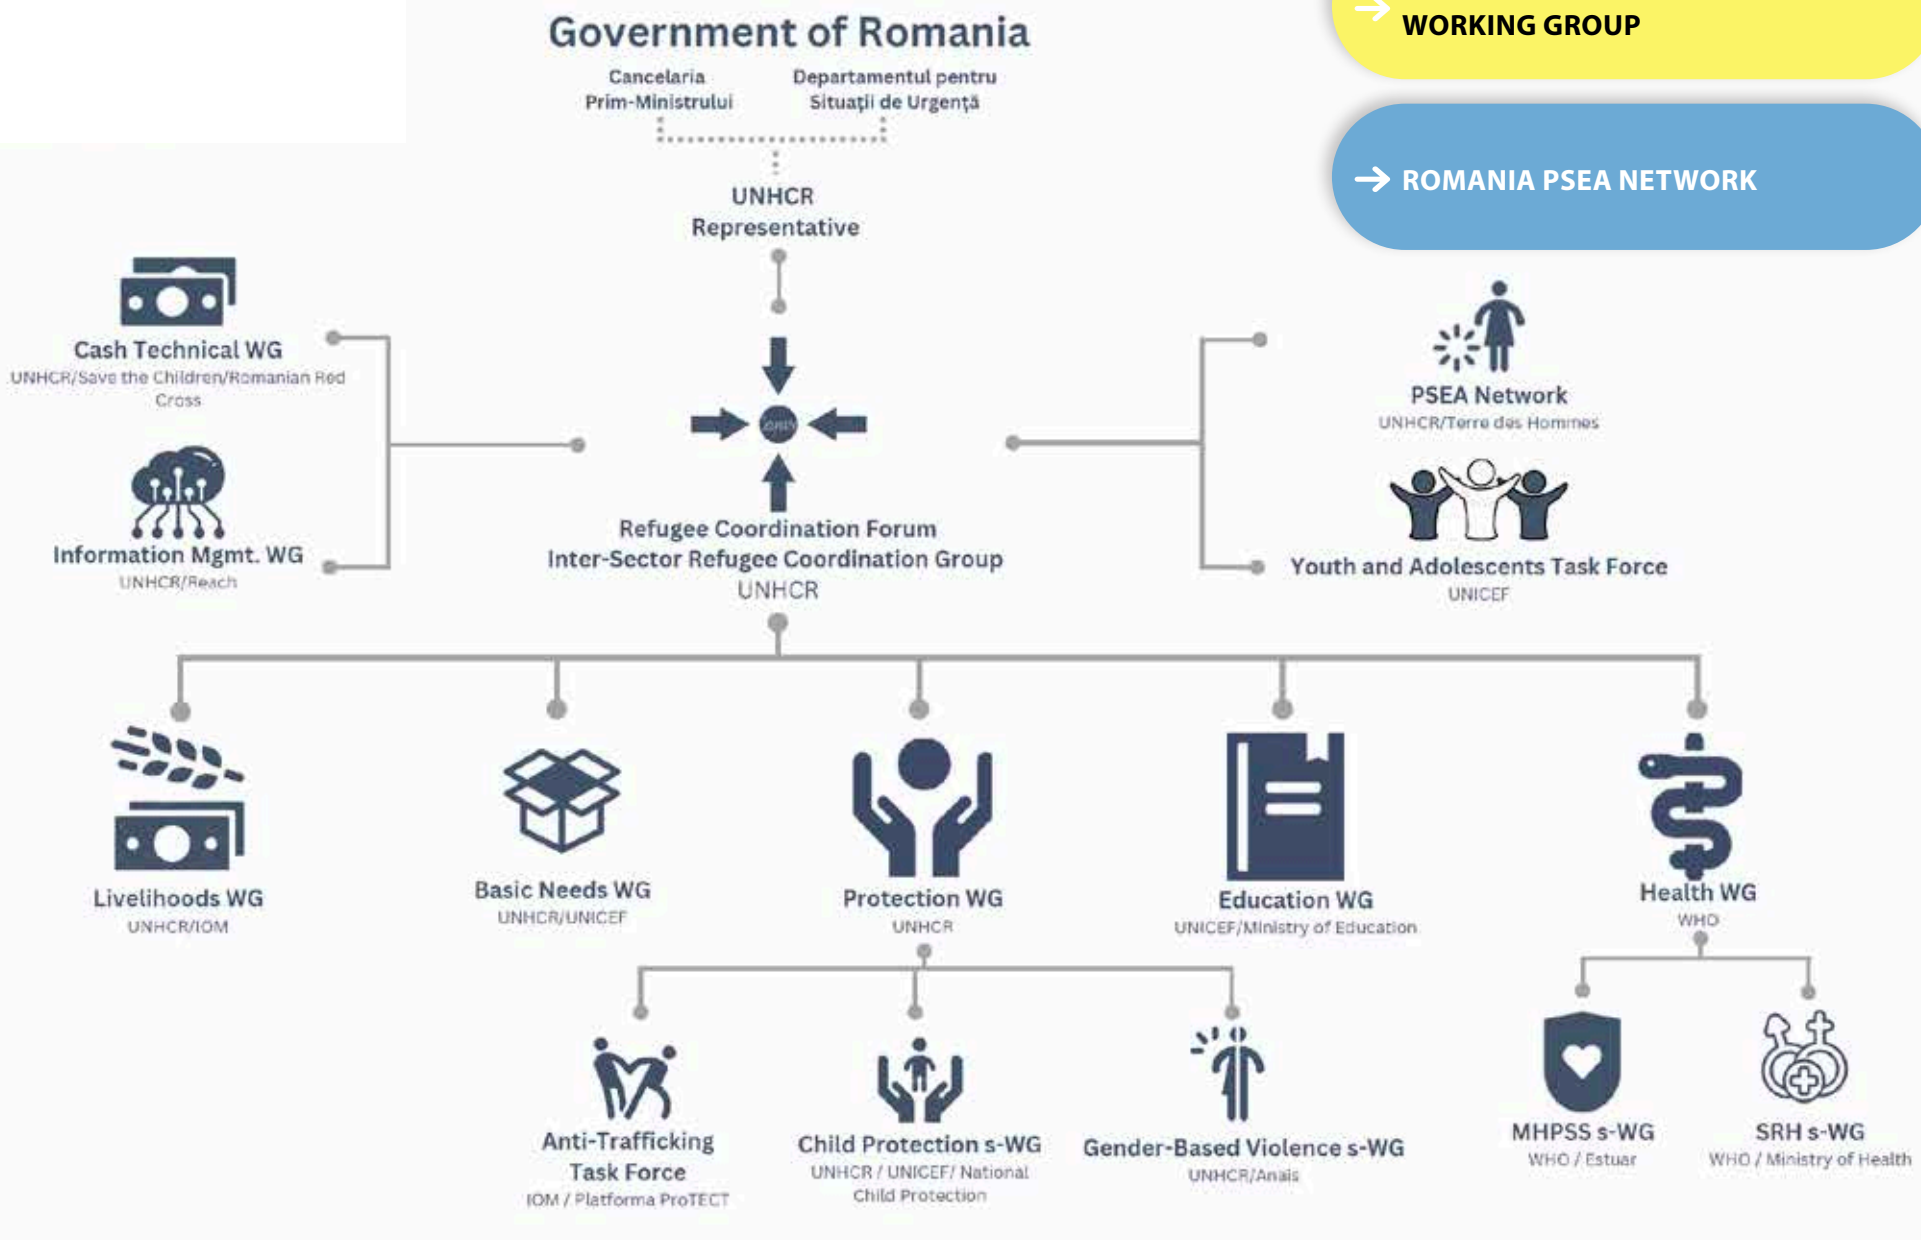 Government of Romania
Cancelaria
Prim-Ministrului
Departamentul pentru
Situații de Urgență
UNHCR
Representative
WORKING GROUP
→ ROMANIA PSEA NETWORK
Cash Technical WG
UNHCR/Save the Children/Romanian Red
Cross
Information Mgmt. WG
UNHCR/Reach
Refugee Coordination Forum
Inter-Sector Refugee Coordination Group
UNHCR
PSEA Network
UNHCR/Terre des Hommes
Youth and Adolescents Task Force
UNICEF
Livelihoods WG
UNHCR/IOM
Basic Needs WG
UNHCR/UNICEF
Protection WG
UNHCR
Education WG
UNICEF/Ministry of Education
Health WG
WHO
Anti-Trafficking
Task Force
IOM / Platforma ProTECT
Child Protection s-WG
UNHCR / UNICEF/ National
Child Protection
Gender-Based Violence s-WG
UNHCR/Anais
MHPSS s-WG
WHO / Estuar
SRH s-WG
WHO / Ministry of Health